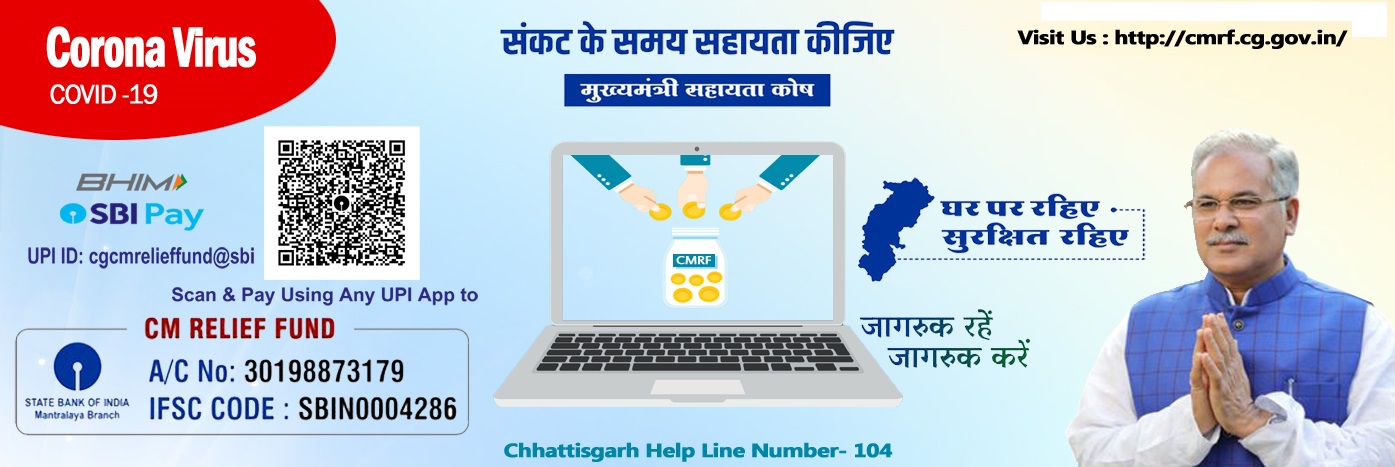 Corona Virus
COVID -19
संकट के समय सहायता कीजिए
मुख्यमंत्री सहायता कोष
Visit Us : http://cmrf.cg.gov.in/
BHIM
SBI Pay
UPI ID: cgcmrelieffund@sbi
Scan & Pay Using Any UPI App to
CM RELIEF FUND
A/C No: 30198873179
IFSC CODE : SBIN0004286
STATE BANK OF INDIA
Mantralaya Branch
CMRF
घर पर रहिए
सुरक्षित रहिए
जागरुक रहें
जागरुक करें
Chhattisgarh Help Line Number- 104